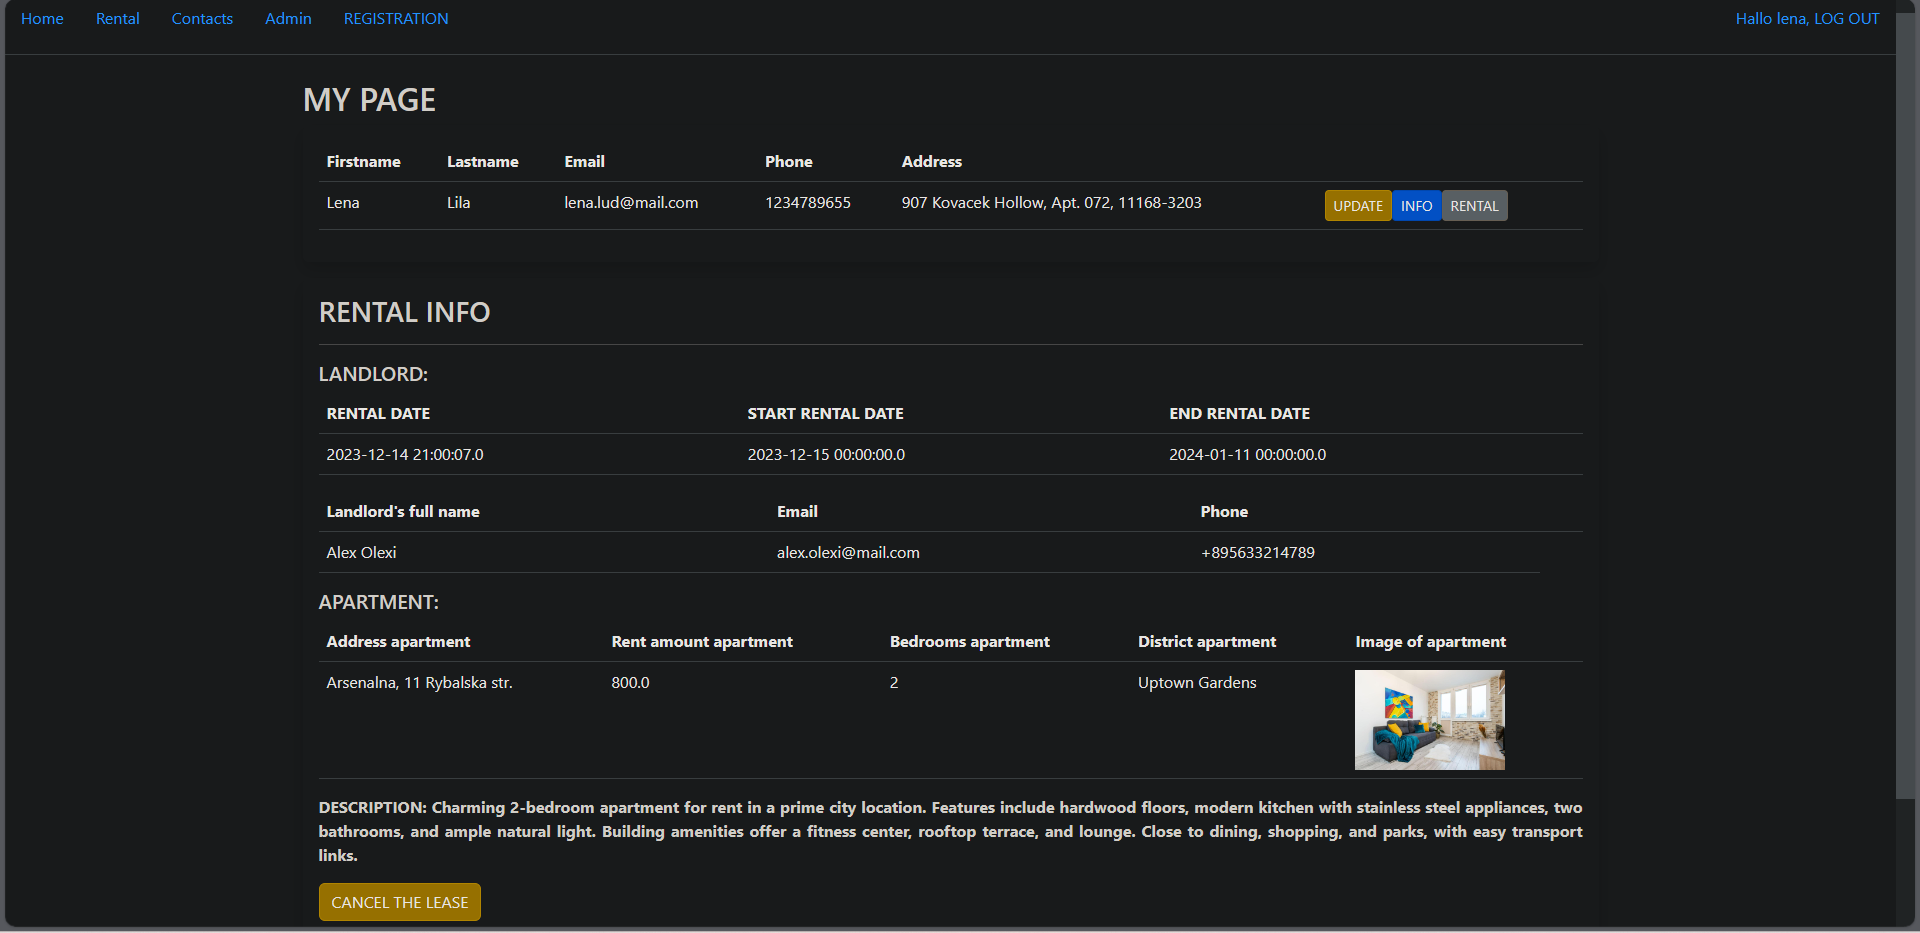 Home Rental Contacts Admin REGISTRATION Hallo lena, LOG OUT
MY PAGE
Firstname Lastname Email Phone Address
Lena Lila lena.lud@mail.com 1234789655 907 Kovacek Hollow, Apt. 072, 11168-3203 UPDATE INFO RENTAL
RENTAL INFO
LANDLORD:
RENTAL DATE START RENTAL DATE END RENTAL DATE
2023-12-14 21:00:07.0 2023-12-15 00:00:00.0 2024-01-11 00:00:00.0
Landlord's full name Email Phone
Alex Olexi alex.olexi@mail.com +895633214789
APARTMENT:
Address apartment Rent amount apartment Bedrooms apartment District apartment Image of apartment
Arsenalna, 11 Rybalska str. 800.0 2 Uptown Gardens
DESCRIPTION: Charming 2-bedroom apartment for rent in a prime city location. Features include hardwood floors, modern kitchen with stainless steel appliances, two
bathrooms, and ample natural light. Building amenities offer a fitness center, rooftop terrace, and lounge. Close to dining, shopping, and parks, with easy transport
links.
CANCEL THE LEASE